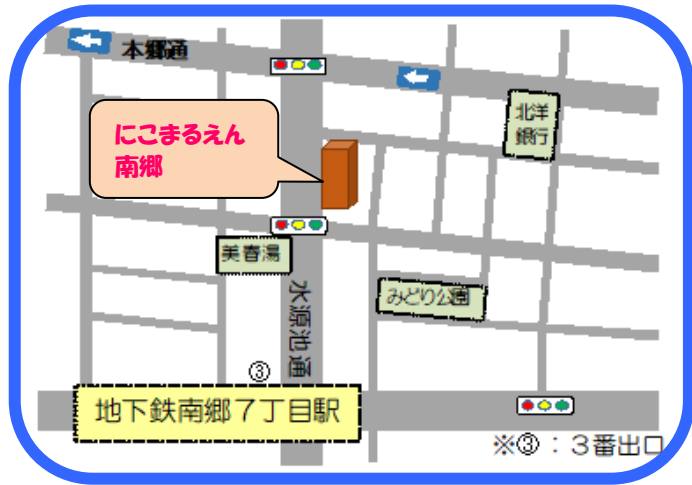 本郷通
北洋
銀行
にこまるえん
南郷
美春湯
みどり公園
水源池通
③
地下鉄南郷７丁目駅
※③：３番出口